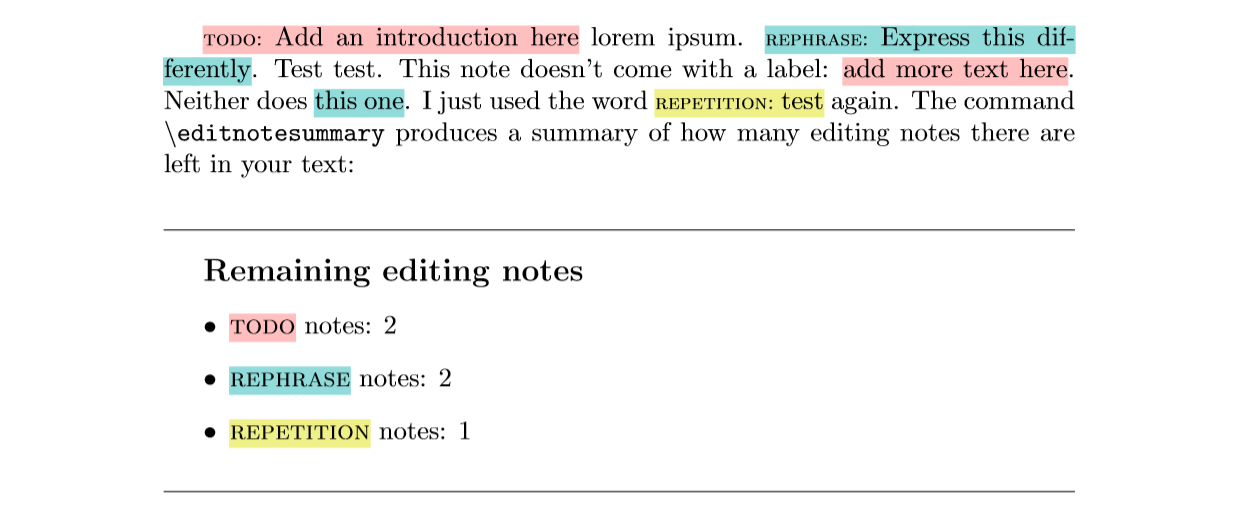 TODO: Add an introduction here lorem ipsum. REPHRASE: Express this dif-
ferently. Test test. This note doesn't come with a label: add more text here.
Neither does this one. I just used the word REPETITION: test again. The command
\editnotesummary produces a summary of how many editing notes there are
left in your text:
Remaining editing notes
• TODO notes: 2
• REPHRASE notes: 2
• REPETITION notes: 1